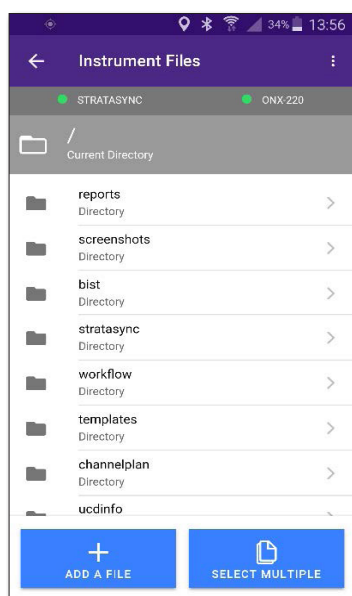 34% 13:56
Instrument Files
STRATASYNC ONX-220
/
Current Directory
reports
Directory
screenshots
Directory
bist
Directory
stratasync
Directory
workflow
Directory
templates
Directory
channelplan
Directory
ucdinfo
ADD A FILE SELECT MULTIPLE